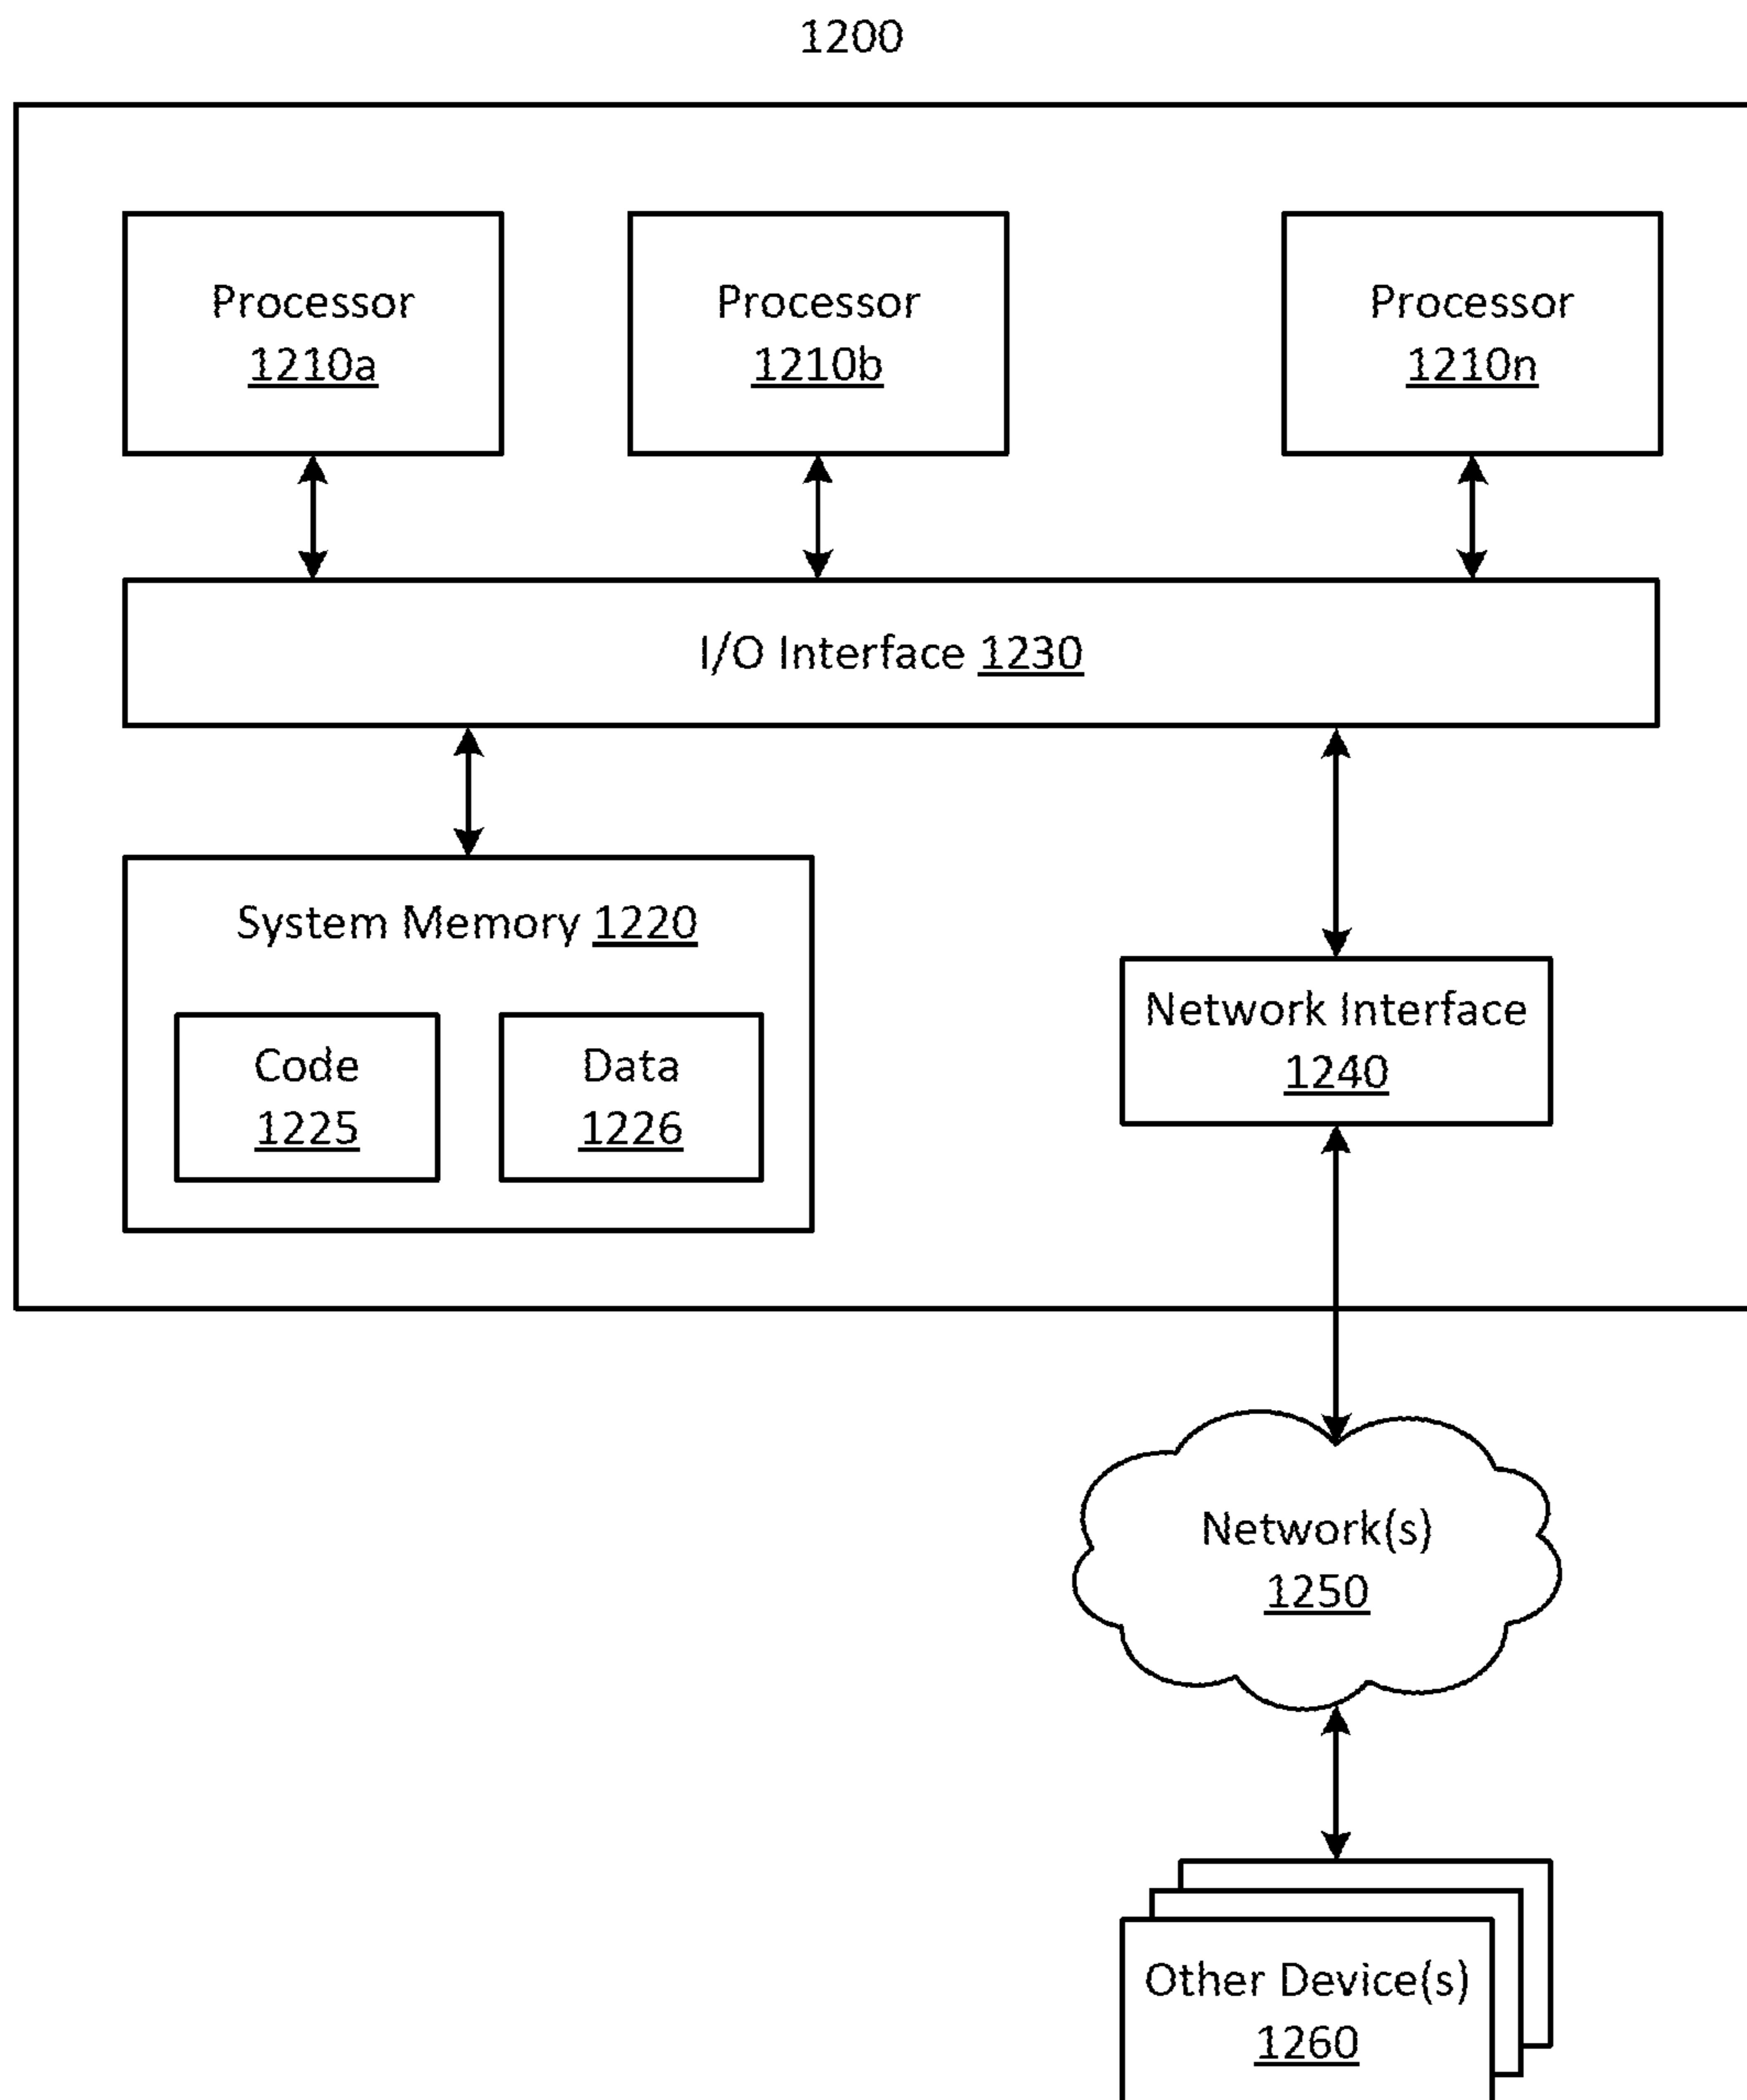 1200
Processor
1210a
Processor
1210b
Processor
1210n
I/O Interface 1230
System Memory 1220
Code
1225
Data
1226
Network Interface
1240
Network(s)
1250
Other Device(s)
1260